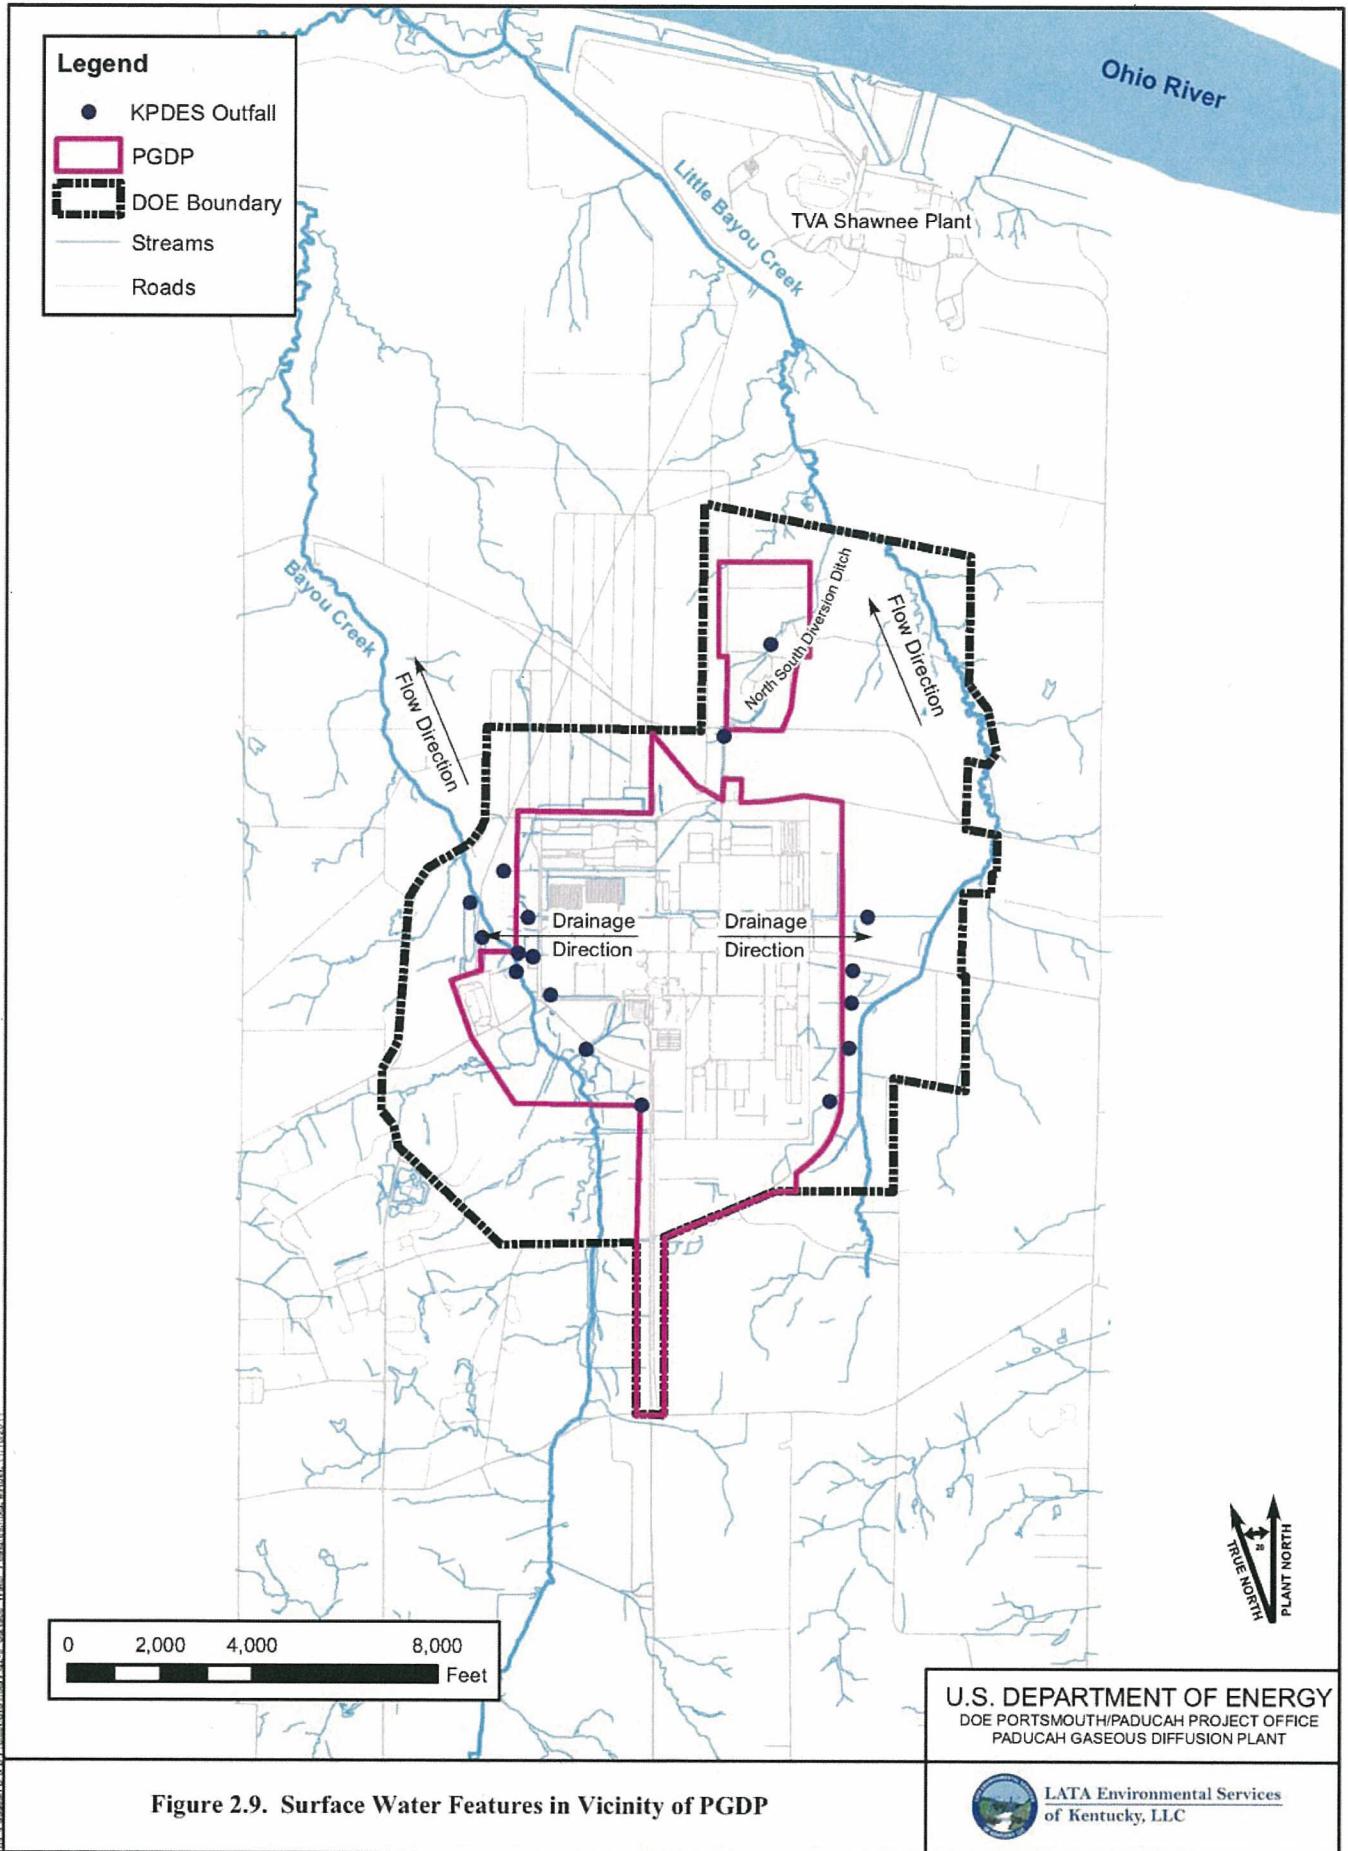 Legend
KPDES Outfall
PGDP
DOE Boundary
Streams
Roads
Ohio River
Little Bayou Creek
TVA Shawnee Plant
Bayou Creek
Flow Direction
North South Diversion Ditch
Flow Direction
Drainage
Direction
Drainage
Direction
TRUE NORTH
20
PLANT NORTH
0 2,000 4,000 8,000
Feet
U.S. DEPARTMENT OF ENERGY
DOE PORTSMOUTH/PADUCAH PROJECT OFFICE
PADUCAH GASEOUS DIFFUSION PLANT
Figure 2.9. Surface Water Features in Vicinity of PGDP
LATA Environmental Services
of Kentucky, LLC